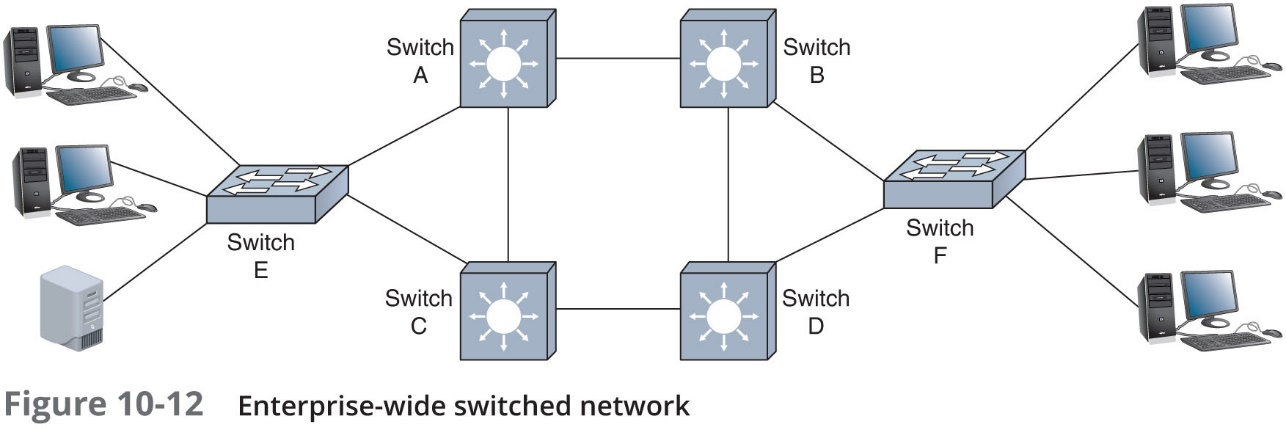 Switch
A
Switch
B
Switch
E
Switch
F
Switch
C
Switch
D
Figure 10-12 Enterprise-wide switched network